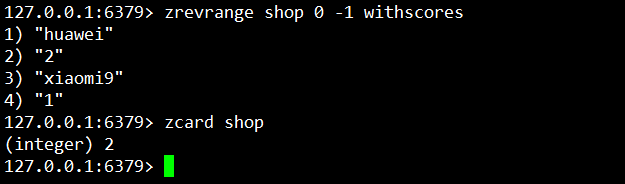 127.0.0.1:6379> zrevrange shop 0 -1 withscores
1) "huawei"
2) "2"
3) "xiaomi9"
4) "1"
127.0.0.1:6379> zcard shop
(integer) 2
127.0.0.1:6379>